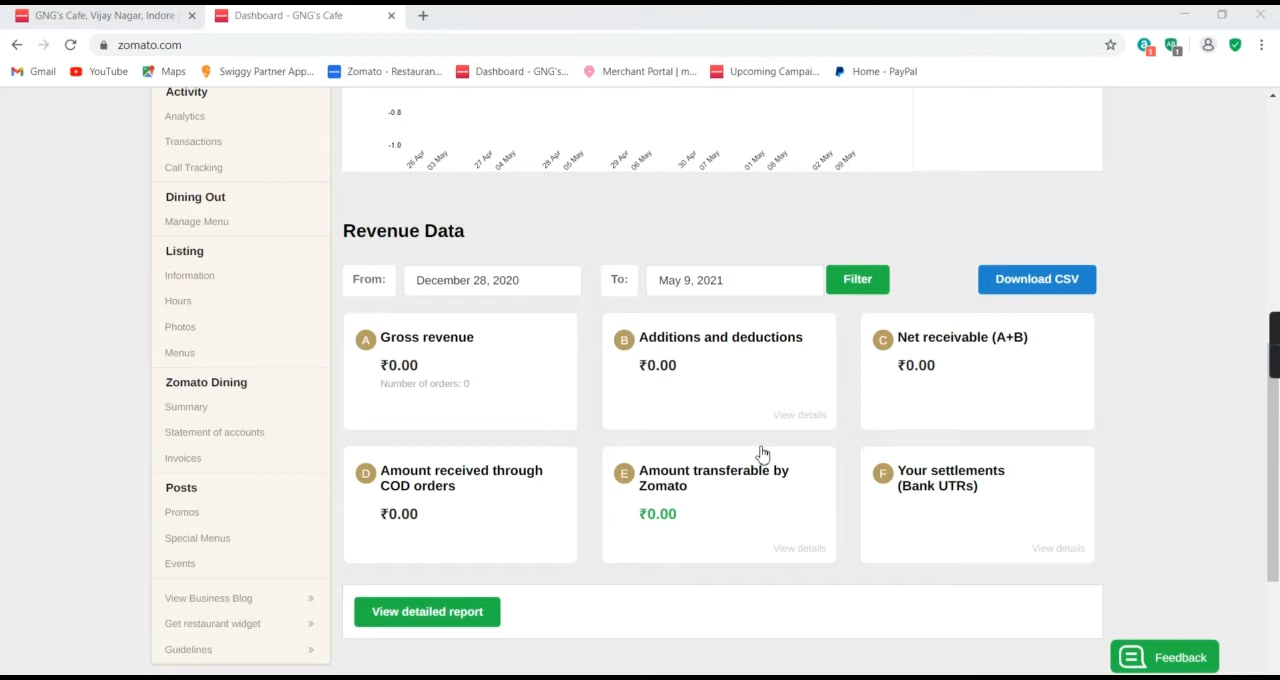 GNG's Cafe, Vijay Nagar, Indore
Dashboard - GNG's Cafe
zomato.com
Gmail
YouTube
Maps
Swiggy Partner App...
Zomato - Restauran...
Dashboard - GNG's...
Merchant Portal | m...
Upcoming Campai...
Home - PayPal
Activity
Analytics
Transactions
Call Tracking
Dining Out
Manage Menu
Listing
Information
Hours
Photos
Menus
Zomato Dining
Summary
Statement of accounts
Invoices
Posts
Promos
Special Menus
Events
View Business Blog »
Get restaurant widget »
Guidelines »
-0.8
-1.0
26 Apr 03 May
27 Apr 04 May
28 Apr 05 May
29 Apr 06 May
30 Apr 07 May
01 May 08 May
02 May 09 May
Revenue Data
From: December 28, 2020 To: May 9, 2021 Filter Download CSV
A Gross revenue
₹0.00
Number of orders: 0
B Additions and deductions
₹0.00
View details
C Net receivable (A+B)
₹0.00
D Amount received through
COD orders
₹0.00
E Amount transferable by
Zomato
₹0.00
View details
F Your settlements
(Bank UTRs)
View details
View detailed report
Feedback